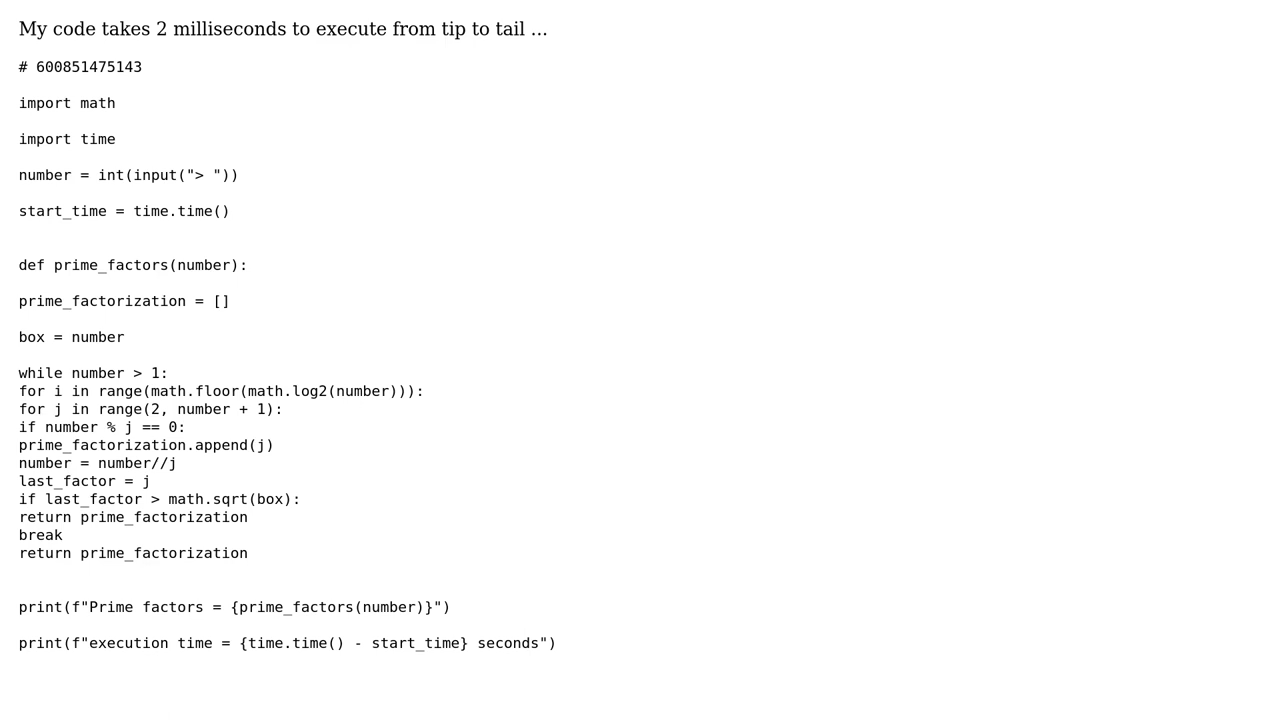 My code takes 2 milliseconds to execute from tip to tail ...
# 600851475143
import math
import time
number = int(input("> "))
start_time = time.time()
def prime_factors(number):
prime_factorization = []
box = number
while number > 1:
for i in range(math.floor(math.log2(number))):
for j in range(2, number + 1):
if number % j == 0:
prime_factorization.append(j)
number = number//j
last_factor = j
if last_factor > math.sqrt(box):
return prime_factorization
break
return prime_factorization
print(f"Prime factors = {prime_factors(number)}")
print(f"execution time = {time.time() - start_time} seconds")